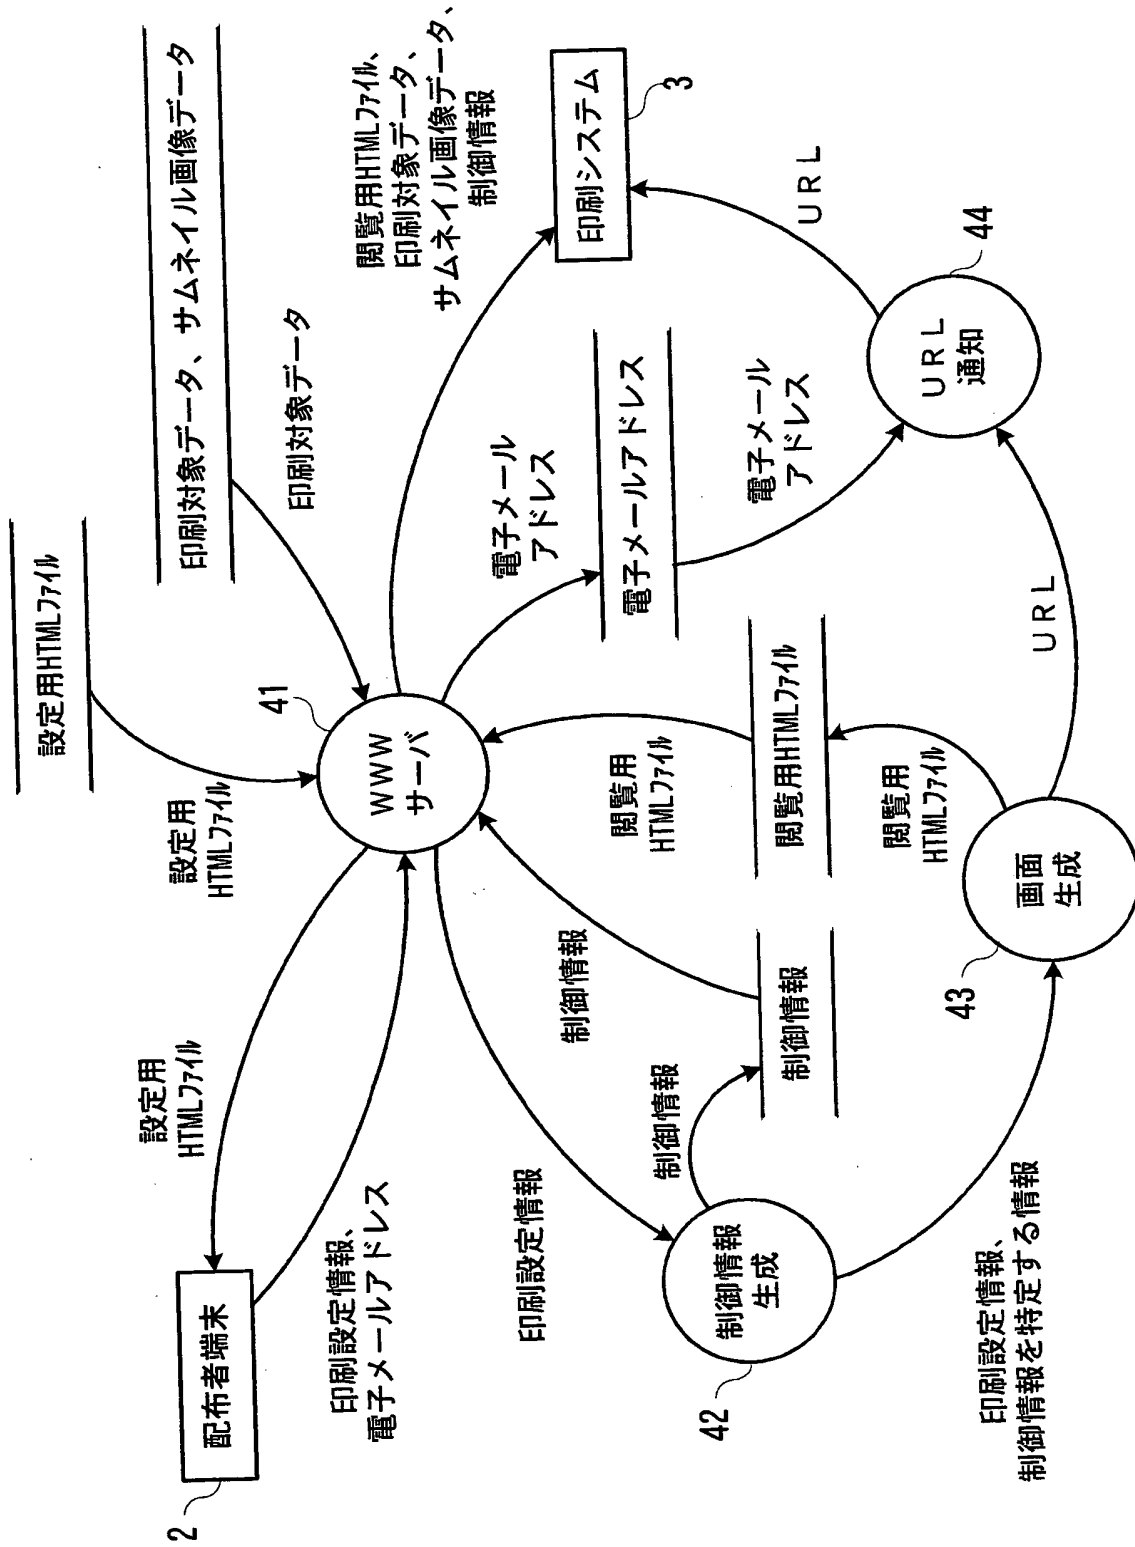 設定用HTMLファイル
印刷対象データ、サムネイル画像データ
設定用
HTMLファイル
印刷対象データ
閲覧用HTMLファイル、
印刷対象データ、
サムネイル画像データ、
制御情報
設定用
HTMLファイル
2
配布者端末
印刷設定情報、
電子メールアドレス
41
WWW
サーバ
電子メール
アドレス
印刷システム
3
印刷設定情報
制御情報
閲覧用
HTMLファイル
電子メールアドレス
電子メール
アドレス
URL
制御情報
制御情報
閲覧用HTMLファイル
閲覧用
HTMLファイル
42
制御情報
生成
印刷設定情報、
制御情報を特定する情報
43
画面
生成
URL
44
URL
通知